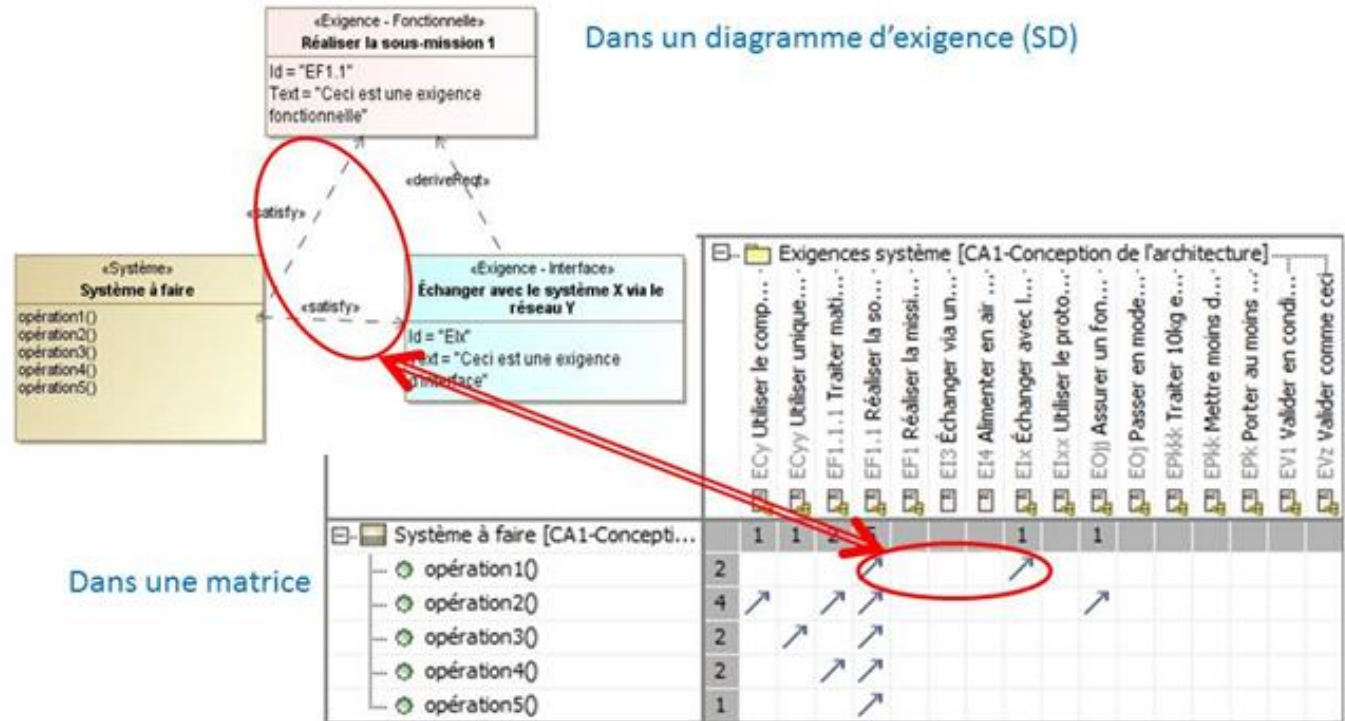 «Exigence - Fonctionnelle»
Réaliser la sous-mission 1
Id = "EF1.1"
Text = "Ceci est une exigence
fonctionnelle"
Dans un diagramme d'exigence (SD)
«deriveReqt»
«satisfy»
«Système»
Système à faire
opération1()
opération2()
opération3()
opération4()
opération5()
«satisfy»
«Exigence - Interface»
Échanger avec le système X via le
réseau Y
Id = "EIx"
Text = "Ceci est une exigence
d'interface"
Exigences système [CA1-Conception de l'architecture]
ECy Utiliser le comp...
ECyy Utiliser unique...
EF1.1.1 Traiter mati...
EF1.1 Réaliser la so...
EF1 Réaliser la missi...
EI3 Échanger via un...
EI4 Alimenter en air ...
EIx Échanger avec l...
EIxx Utiliser le proto...
EOjj Assurer un fon...
EOj Passer en mode...
EPkkk Traiter 10kg e...
EPkk Mettre moins d...
EPk Porter au moins ...
EV1 Valider en condi...
EVz Valider comme ceci
Système à faire [CA1-Concepti... 1 1 2 5 1 1
Dans une matrice
opération1() 2
opération2() 4
opération3() 2
opération4() 2
opération5() 1